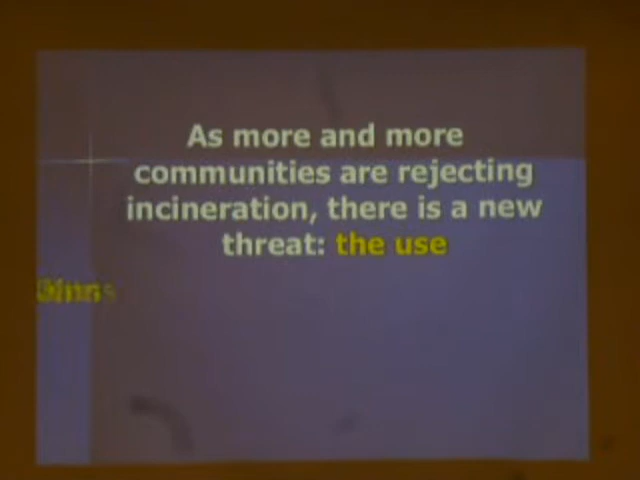 As more and more
communities are rejecting
incineration, there is a new
threat: the use